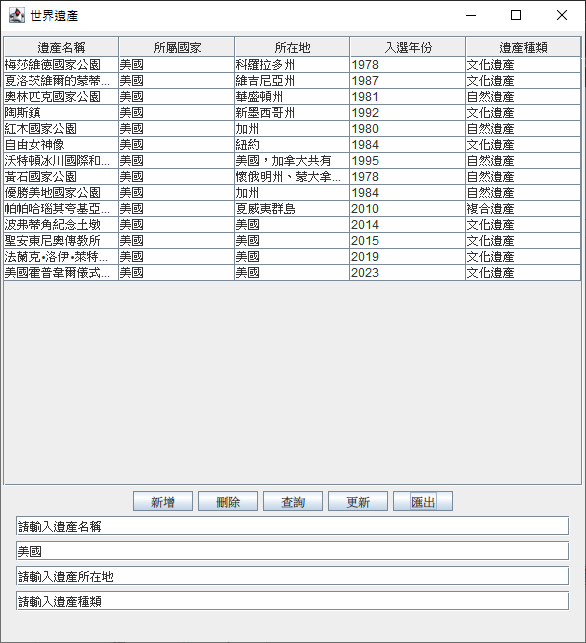 世界遺產
遺產名稱 所屬國家 所在地 入選年份 遺產種類
梅莎維德國家公園 美國 科羅拉多州 1978 文化遺產
夏洛茨維爾的蒙蒂... 美國 維吉尼亞州 1987 文化遺產
奧林匹克國家公園 美國 華盛頓州 1981 自然遺產
陶斯鎮 美國 新墨西哥州 1992 文化遺產
紅木國家公園 美國 加州 1980 自然遺產
自由女神像 美國 紐約 1984 文化遺產
沃特頓冰川國際和... 美國 美國，加拿大共有 1995 自然遺產
黃石國家公園 美國 懷俄明州、蒙大拿... 1978 自然遺產
優勝美地國家公園 美國 加州 1984 自然遺產
帕帕哈瑙莫夸基亞... 美國 夏威夷群島 2010 複合遺產
波弗蒂角紀念土墩 美國 美國 2014 文化遺產
聖安東尼奧傳教所 美國 美國 2015 文化遺產
法蘭克•洛伊•萊特... 美國 美國 2019 文化遺產
美國霍普韋爾儀式... 美國 美國 2023 文化遺產
新增 刪除 查詢 更新 匯出
請輸入遺產名稱
美國
請輸入遺產所在地
請輸入遺產種類